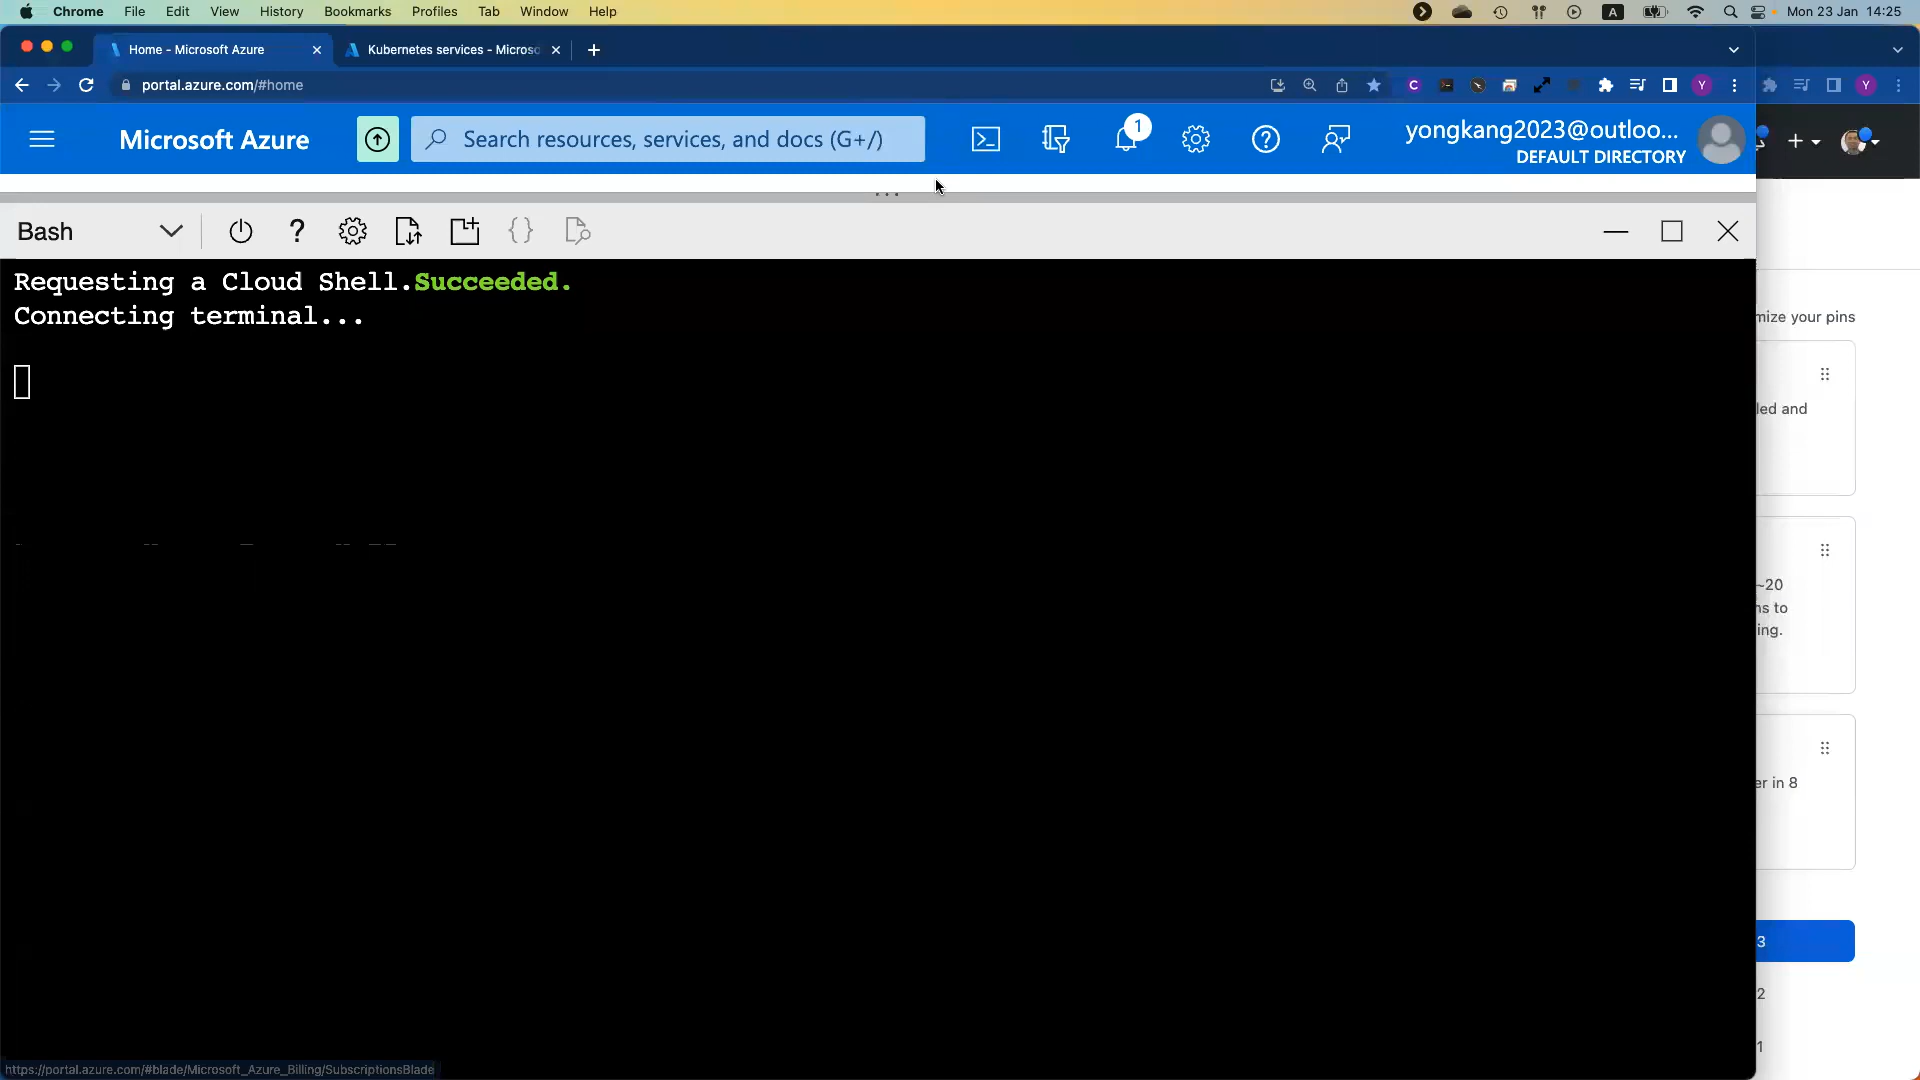 Chrome File Edit View History Bookmarks Profiles Tab Window Help A Mon 23 Jan 14:25
Home - Microsoft Azure Kubernetes services - Microso
portal.azure.com/#home C Y Y
Microsoft Azure Search resources, services, and docs (G+/) 1 yongkang2023@outloo...
DEFAULT DIRECTORY
Bash
Requesting a Cloud Shell.Succeeded.
Connecting terminal...
mize your pins
led and
~20
ns to
ing.
er in 8
3
2
1
https://portal.azure.com/#blade/Microsoft_Azure_Billing/SubscriptionsBlade